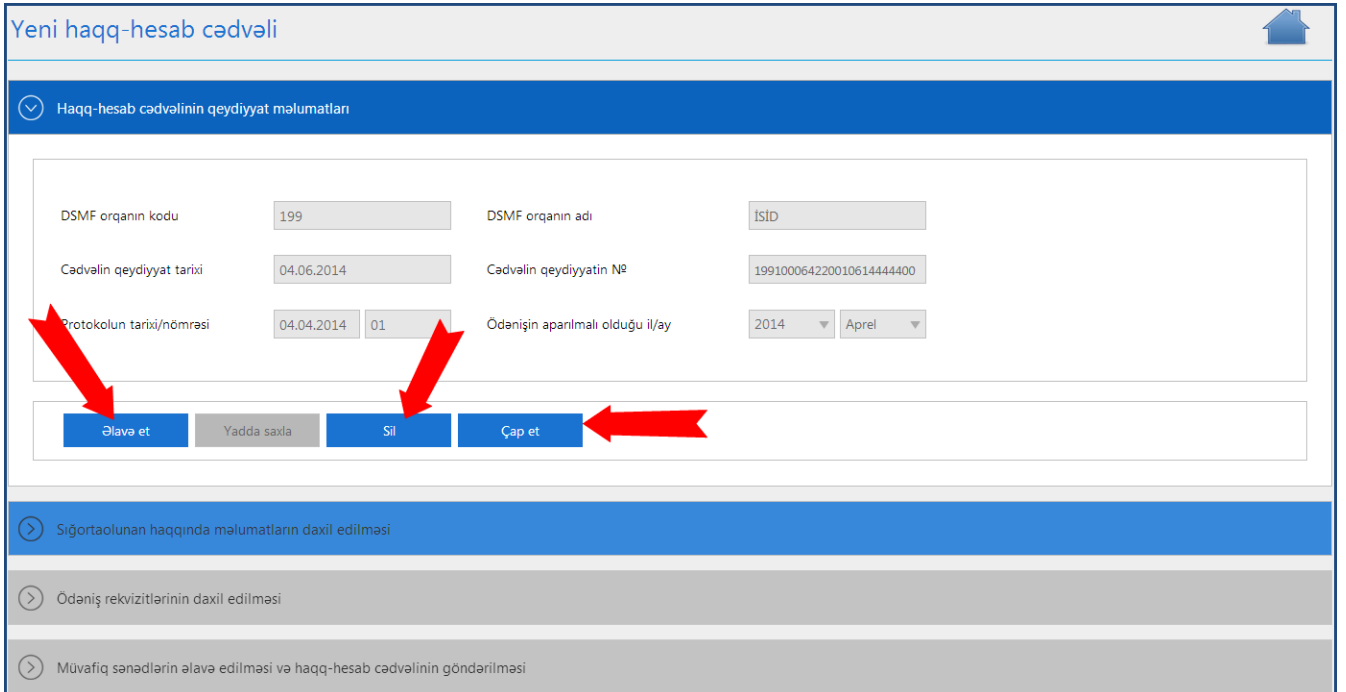 Yeni haqq-hesab cədvəli
Haqq-hesab cədvəlinin qeydiyyat məlumatları
DSMF orqanın kodu 199 DSMF orqanın adı İSİD
Cədvəlin qeydiyyat tarixi 04.06.2014 Cədvəlin qeydiyyatin № 199100064220010614444400
Protokolun tarixi/nömrəsi 04.04.2014 01 Ödənişin aparılmalı olduğu il/ay 2014 Aprel
Əlavə et Yadda saxla Sil Çap et
Sığortaolunan haqqında məlumatların daxil edilməsi
Ödəniş rekvizitlərinin daxil edilməsi
Müvafiq sənədlərin əlavə edilməsi və haqq-hesab cədvəlinin göndərilməsi